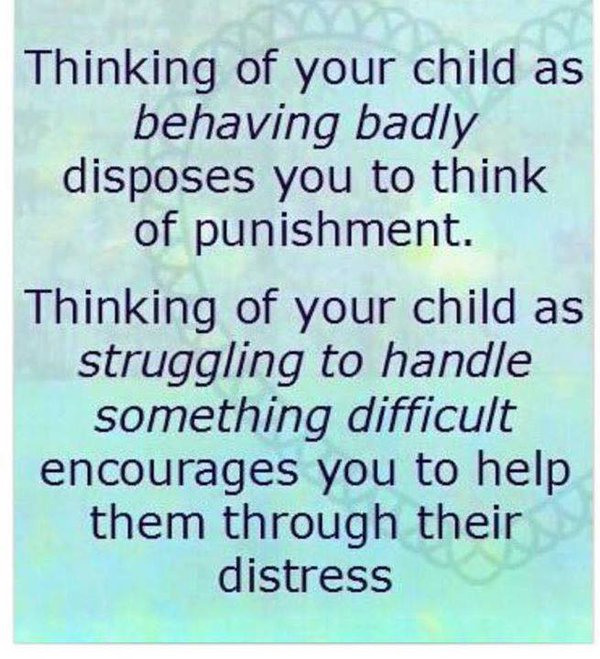 Thinking of your child as
behaving badly
disposes you to think
of punishment.
Thinking of your child as
struggling to handle
something difficult
encourages you to help
them through their
distress